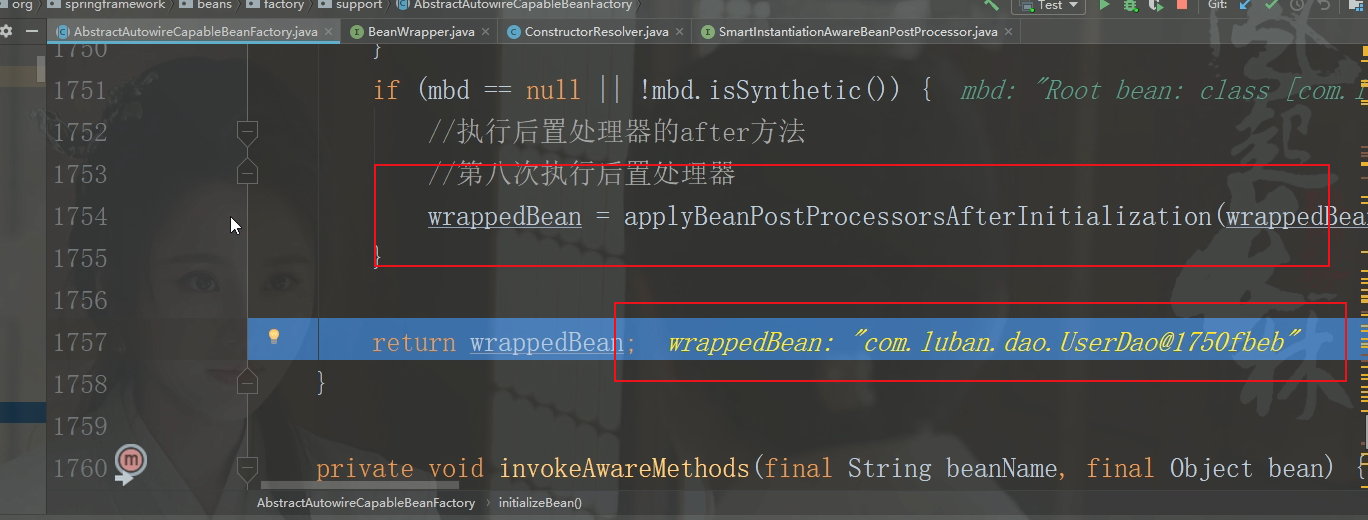 org springframework beans factory support AbstractAutowireCapableBeanFactory
Test Git:
AbstractAutowireCapableBeanFactory.java BeanWrapper.java ConstructorResolver.java SmartInstantiationAwareBeanPostProcessor.java
1750 }
1751 if (mbd == null || !mbd.isSynthetic()) { mbd: "Root bean: class [com.
1752 //执行后置处理器的after方法
1753 //第八次执行后置处理器
1754 wrappedBean = applyBeanPostProcessorsAfterInitialization(wrappedBea
1755 }
1756
1757 return wrappedBean; wrappedBean: "com.luban.dao.UserDao@1750fbeb"
1758 }
1759
1760 private void invokeAwareMethods(final String beanName, final Object bean) {
AbstractAutowireCapableBeanFactory › initializeBean()